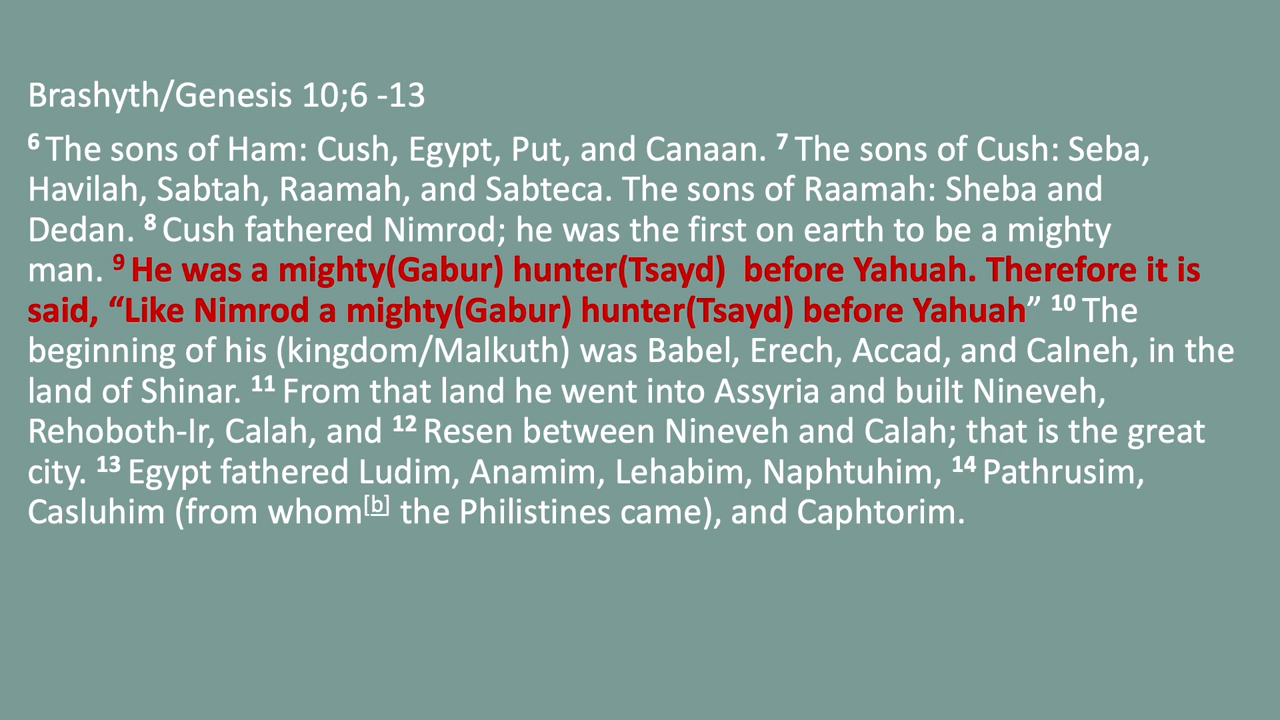 Brashyth/Genesis 10;6 -13
6 The sons of Ham: Cush, Egypt, Put, and Canaan. 7 The sons of Cush: Seba,
Havilah, Sabtah, Raamah, and Sabteca. The sons of Raamah: Sheba and
Dedan. 8 Cush fathered Nimrod; he was the first on earth to be a mighty
man. 9 He was a mighty(Gabur) hunter(Tsayd)  before Yahuah. Therefore it is
said, “Like Nimrod a mighty(Gabur) hunter(Tsayd) before Yahuah” 10 The
beginning of his (kingdom/Malkuth) was Babel, Erech, Accad, and Calneh, in the
land of Shinar. 11 From that land he went into Assyria and built Nineveh,
Rehoboth-Ir, Calah, and 12 Resen between Nineveh and Calah; that is the great
city. 13 Egypt fathered Ludim, Anamim, Lehabim, Naphtuhim, 14 Pathrusim,
Casluhim (from whom[b] the Philistines came), and Caphtorim.